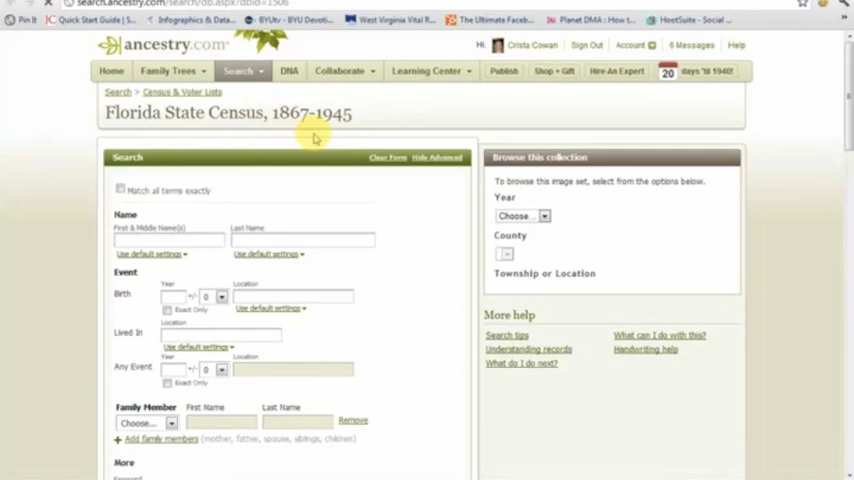 search.ancestry.com/search/db.aspx?dbid=1506
Pin It Quick Start Guide | S... Infographics & Data... BYUtv - BYU Devoti... West Virginia Vital R... The Ultimate Faceb... Planet DMA: How t... HootSuite - Social ...
ancestry.com
Hi, Crista Cowan Sign Out Account 6 Messages Help
Home Family Trees Search DNA Collaborate Learning Center Publish Shop + Gift Hire An Expert 20 days 'til 1940!
Search > Census & Voter Lists
Florida State Census, 1867-1945
Search Clear Form Hide Advanced
Match all terms exactly
Name
First & Middle Name(s) Last Name
Use default settings Use default settings
Event
Year Location
Birth +/- 0
Exact Only Use default settings
Location
Lived In
Use default settings
Year Location
Any Event +/- 0
Exact Only
Family Member First Name Last Name
Choose... Remove
Add family members (mother, father, spouse, siblings, children)
More
Keyword
Browse this collection
To browse this image set, select from the options below.
Year
Choose...
County
Township or Location
More help
Search tips What can I do with this?
Understanding records Handwriting help
What do I do next?